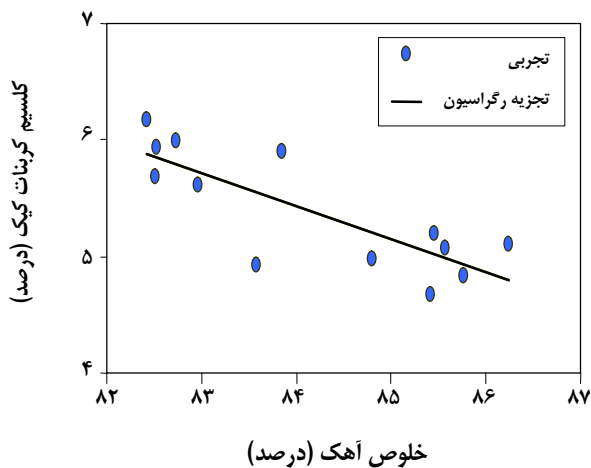 تجربی
تجزیه رگراسیون
کلسیم کربنات کیک (درصد)
۷
۶
۵
۴
۸۲ ۸۳ ۸۴ ۸۵ ۸۶ ۸۷
خلوص آهک (درصد)